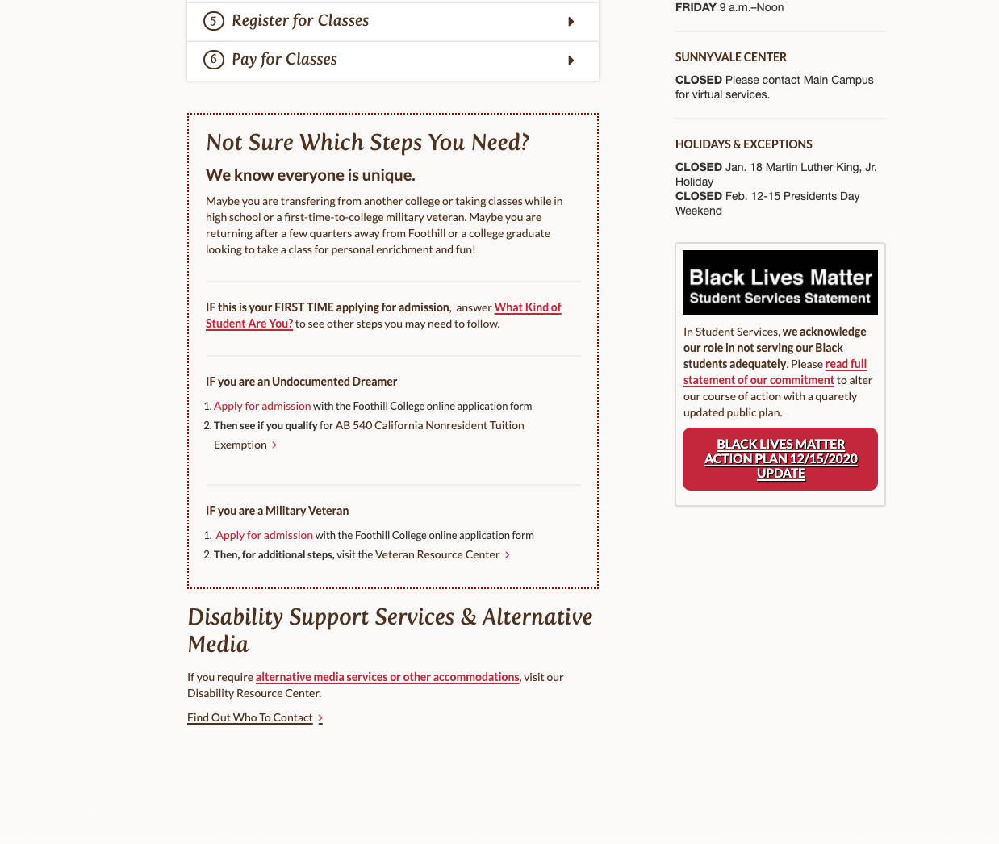 5 Register for Classes
6 Pay for Classes
Not Sure Which Steps You Need?
We know everyone is unique.
Maybe you are transfering from another college or taking classes while in
high school or a first-time-to-college military veteran. Maybe you are
returning after a few quarters away from Foothill or a college graduate
looking to take a class for personal enrichment and fun!
IF this is your FIRST TIME applying for admission, answer What Kind of
Student Are You? to see other steps you may need to follow.
IF you are an Undocumented Dreamer
1. Apply for admission with the Foothill College online application form
2. Then see if you qualify for AB 540 California Nonresident Tuition
Exemption
IF you are a Military Veteran
1. Apply for admission with the Foothill College online application form
2. Then, for additional steps, visit the Veteran Resource Center
Disability Support Services & Alternative
Media
If you require alternative media services or other accommodations, visit our
Disability Resource Center.
Find Out Who To Contact
FRIDAY 9 a.m.–Noon
SUNNYVALE CENTER
CLOSED Please contact Main Campus
for virtual services.
HOLIDAYS & EXCEPTIONS
CLOSED Jan. 18 Martin Luther King, Jr.
Holiday
CLOSED Feb. 12-15 Presidents Day
Weekend
Black Lives Matter
Student Services Statement
In Student Services, we acknowledge
our role in not serving our Black
students adequately. Please read full
statement of our commitment to alter
our course of action with a quaretly
updated public plan.
BLACK LIVES MATTER
ACTION PLAN 12/15/2020
UPDATE